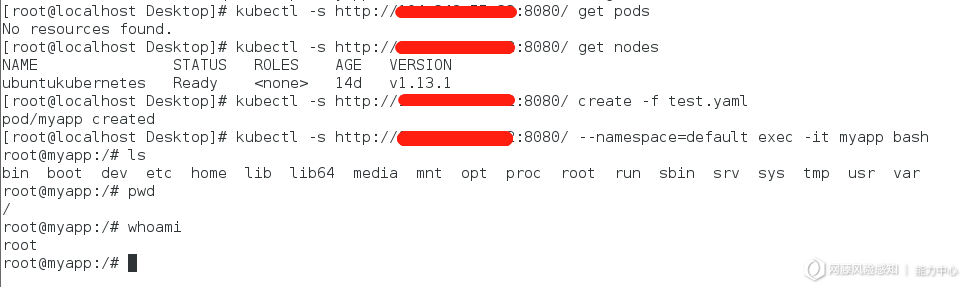 [root@localhost Desktop]# kubectl -s http:// :8080/ get pods
No resources found.
[root@localhost Desktop]# kubectl -s http:// :8080/ get nodes
NAME STATUS ROLES AGE VERSION
ubuntukubernetes Ready <none> 14d v1.13.1
[root@localhost Desktop]# kubectl -s http:// :8080/ create -f test.yaml
pod/myapp created
[root@localhost Desktop]# kubectl -s http:// :8080/ --namespace=default exec -it myapp bash
root@myapp:/# ls
bin boot dev etc home lib lib64 media mnt opt proc root run sbin srv sys tmp usr var
root@myapp:/# pwd
/
root@myapp:/# whoami
root
root@myapp:/#
网藤风险感知 | 能力中心